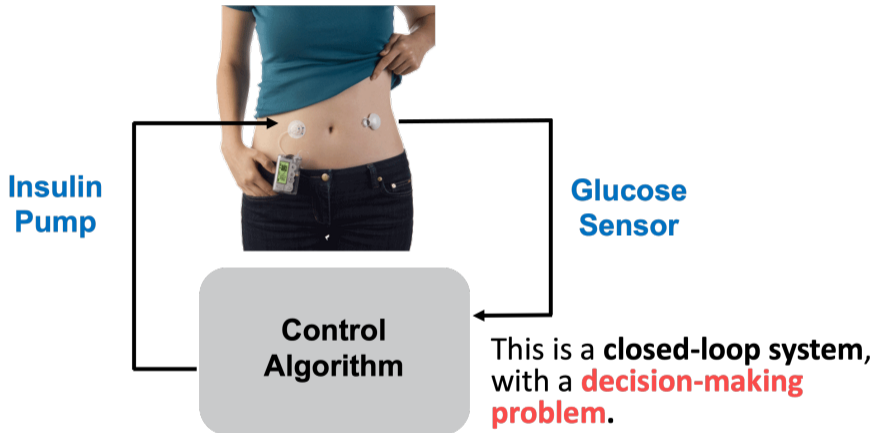 Insulin
Pump
Glucose
Sensor
Control
Algorithm
This is a closed-loop system,
with a decision-making
problem.